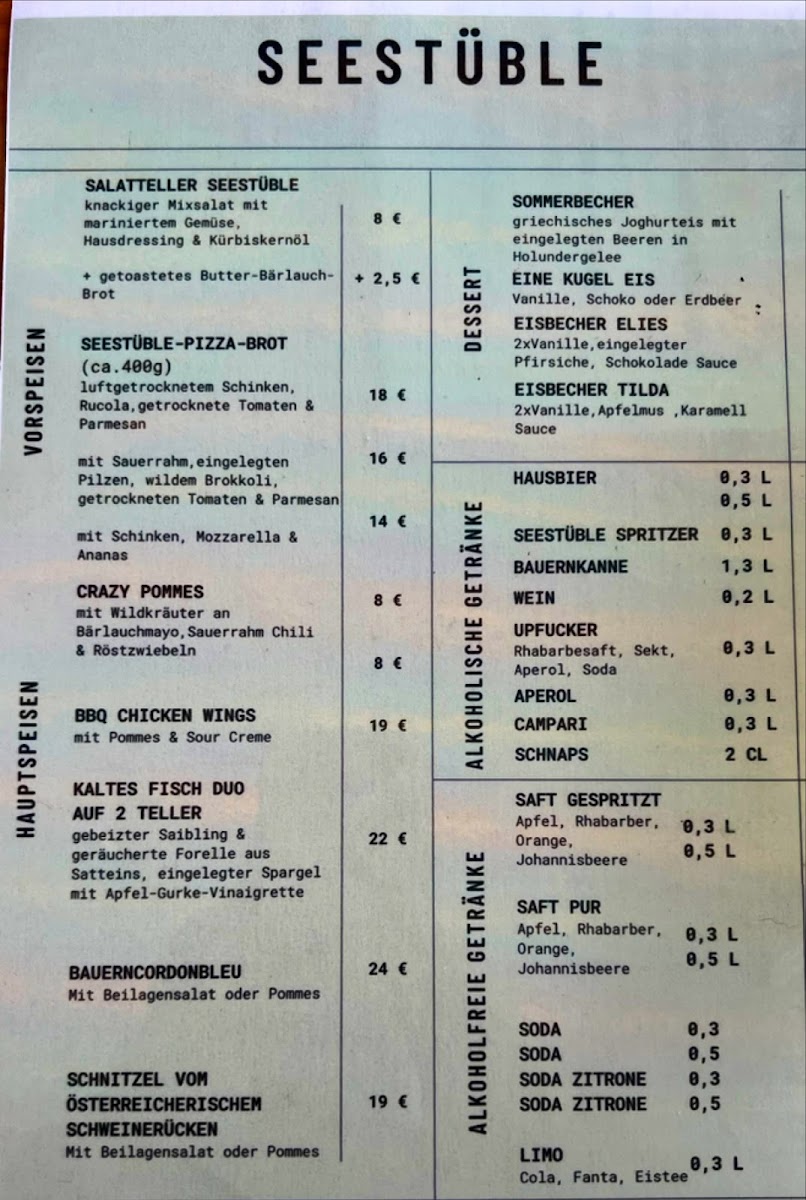 SEESTÜBLE
VORSPEISEN
SALATTELLER SEESTÜBLE
knackiger Mixsalat mit
mariniertem Gemüse,
Hausdressing & Kürbiskernöl
8 €
+ getoastetes Butter-Bärlauch-
Brot
+ 2,5 €
SEESTÜBLE-PIZZA-BROT
(ca.400g)
luftgetrocknetem Schinken,
Rucola,getrocknete Tomaten &
Parmesan
18 €
mit Sauerrahm,eingelegten
Pilzen, wildem Brokkoli,
getrockneten Tomaten & Parmesan
16 €
mit Schinken, Mozzarella &
Ananas
14 €
CRAZY POMMES
mit Wildkräuter an
Bärlauchmayo,Sauerrahm Chili
& Röstzwiebeln
8 €
8 €
HAUPTSPEISEN
BBQ CHICKEN WINGS
mit Pommes & Sour Creme
19 €
KALTES FISCH DUO
AUF 2 TELLER
gebeizter Saibling &
geräucherte Forelle aus
Satteins, eingelegter Spargel
mit Apfel-Gurke-Vinaigrette
22 €
BAUERNCORDONBLEU
Mit Beilagensalat oder Pommes
24 €
SCHNITZEL VOM
ÖSTERREICHERISCHEM
SCHWEINERÜCKEN
Mit Beilagensalat oder Pommes
19 €
DESSERT
SOMMERBECHER
griechisches Joghurteis mit
eingelegten Beeren in
Holundergelee
EINE KUGEL EIS
Vanille, Schoko oder Erdbeer
EISBECHER ELIES
2xVanille,eingelegter
Pfirsiche, Schokolade Sauce
EISBECHER TILDA
2xVanille,Apfelmus ,Karamell
Sauce
ALKOHOLISCHE GETRÄNKE
HAUSBIER 0,3 L
0,5 L
SEESTÜBLE SPRITZER 0,3 L
BAUERNKANNE 1,3 L
WEIN 0,2 L
UPFUCKER
Rhabarbesaft, Sekt,
Aperol, Soda
0,3 L
APEROL 0,3 L
CAMPARI 0,3 L
SCHNAPS 2 CL
ALKOHOLFREIE GETRÄNKE
SAFT GESPRITZT
Apfel, Rhabarber,
Orange,
Johannisbeere
0,3 L
0,5 L
SAFT PUR
Apfel, Rhabarber,
Orange,
Johannisbeere
0,3 L
0,5 L
SODA 0,3
SODA 0,5
SODA ZITRONE 0,3
SODA ZITRONE 0,5
LIMO
Cola, Fanta, Eistee
0,3 L